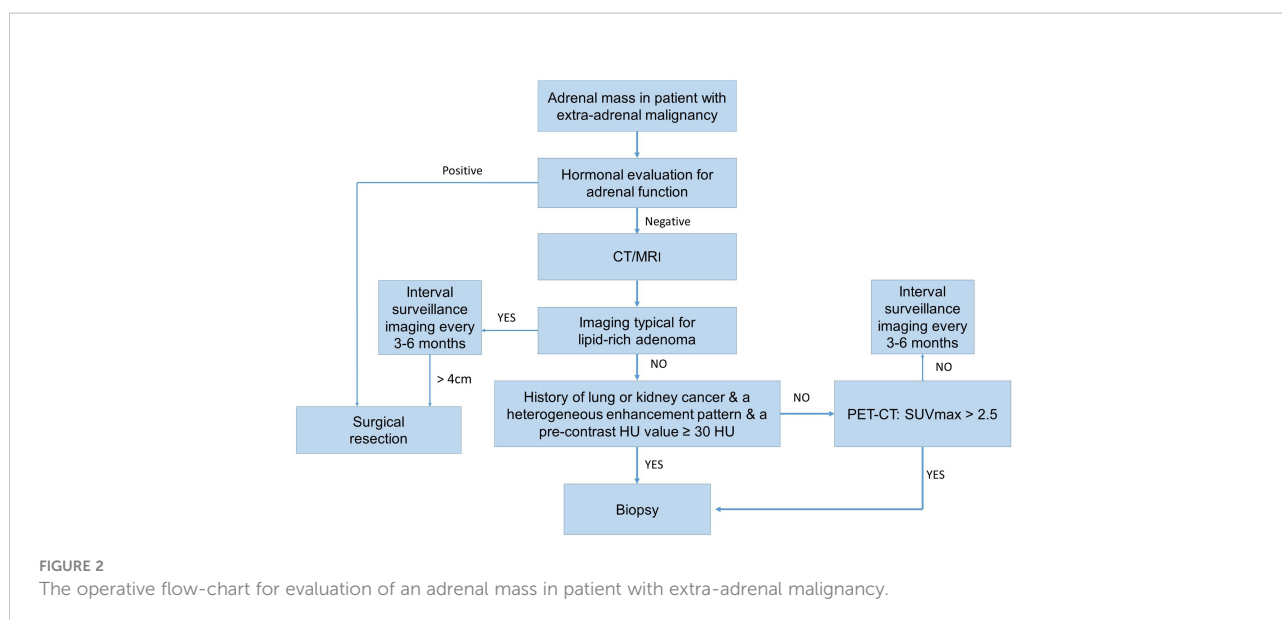 Adrenal mass in patient with
extra-adrenal malignancy
Positive
Hormonal evaluation for
adrenal function
Negative
CT/MRI
Interval
surveillance
imaging every
3-6 months
YES
Imaging typical for
lipid-rich adenoma
Interval
surveillance
imaging every
3-6 months
NO
NO
> 4cm
Surgical
resection
History of lung or kidney cancer & a
heterogeneous enhancement pattern & a
pre-contrast HU value ≥ 30 HU
NO
PET-CT: SUVmax > 2.5
YES
YES
Biopsy
FIGURE 2
The operative flow-chart for evaluation of an adrenal mass in patient with extra-adrenal malignancy.